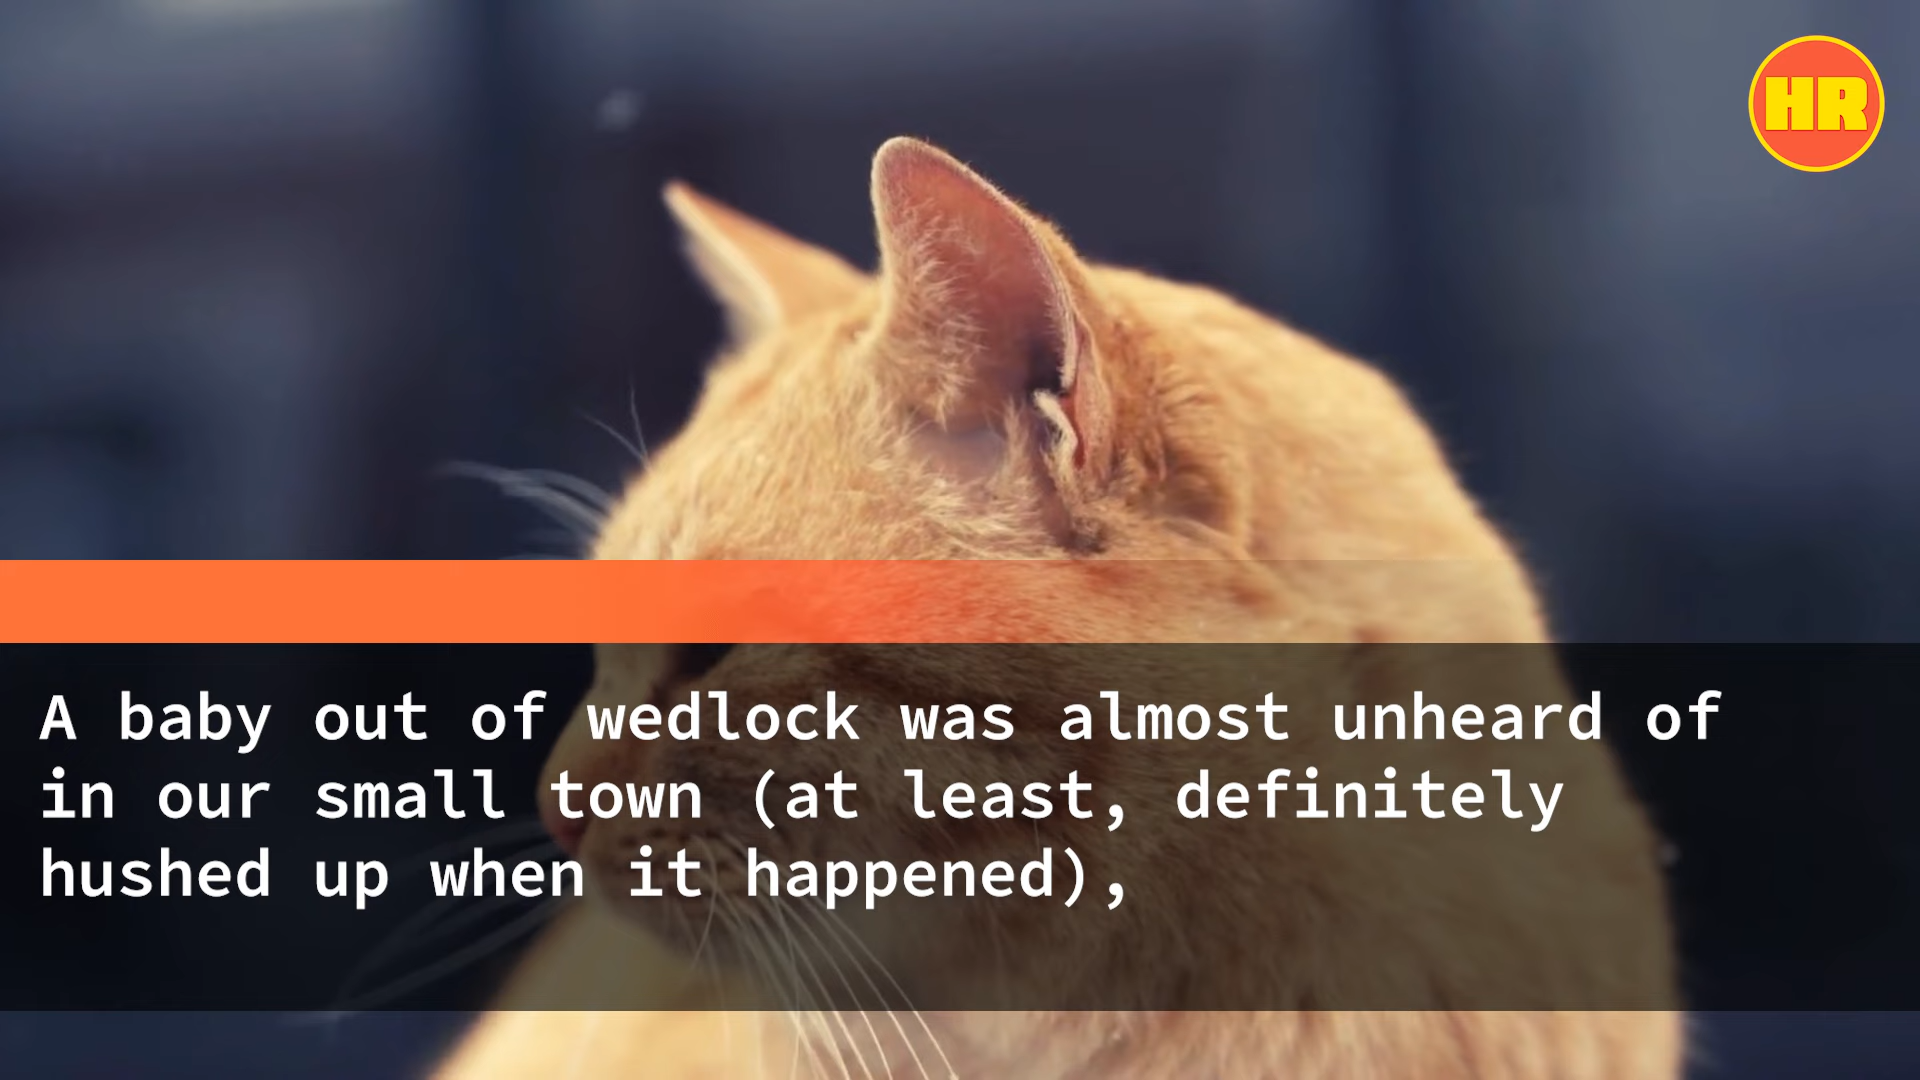 HR
A baby out of wedlock was almost unheard of
in our small town (at least, definitely
hushed up when it happened),